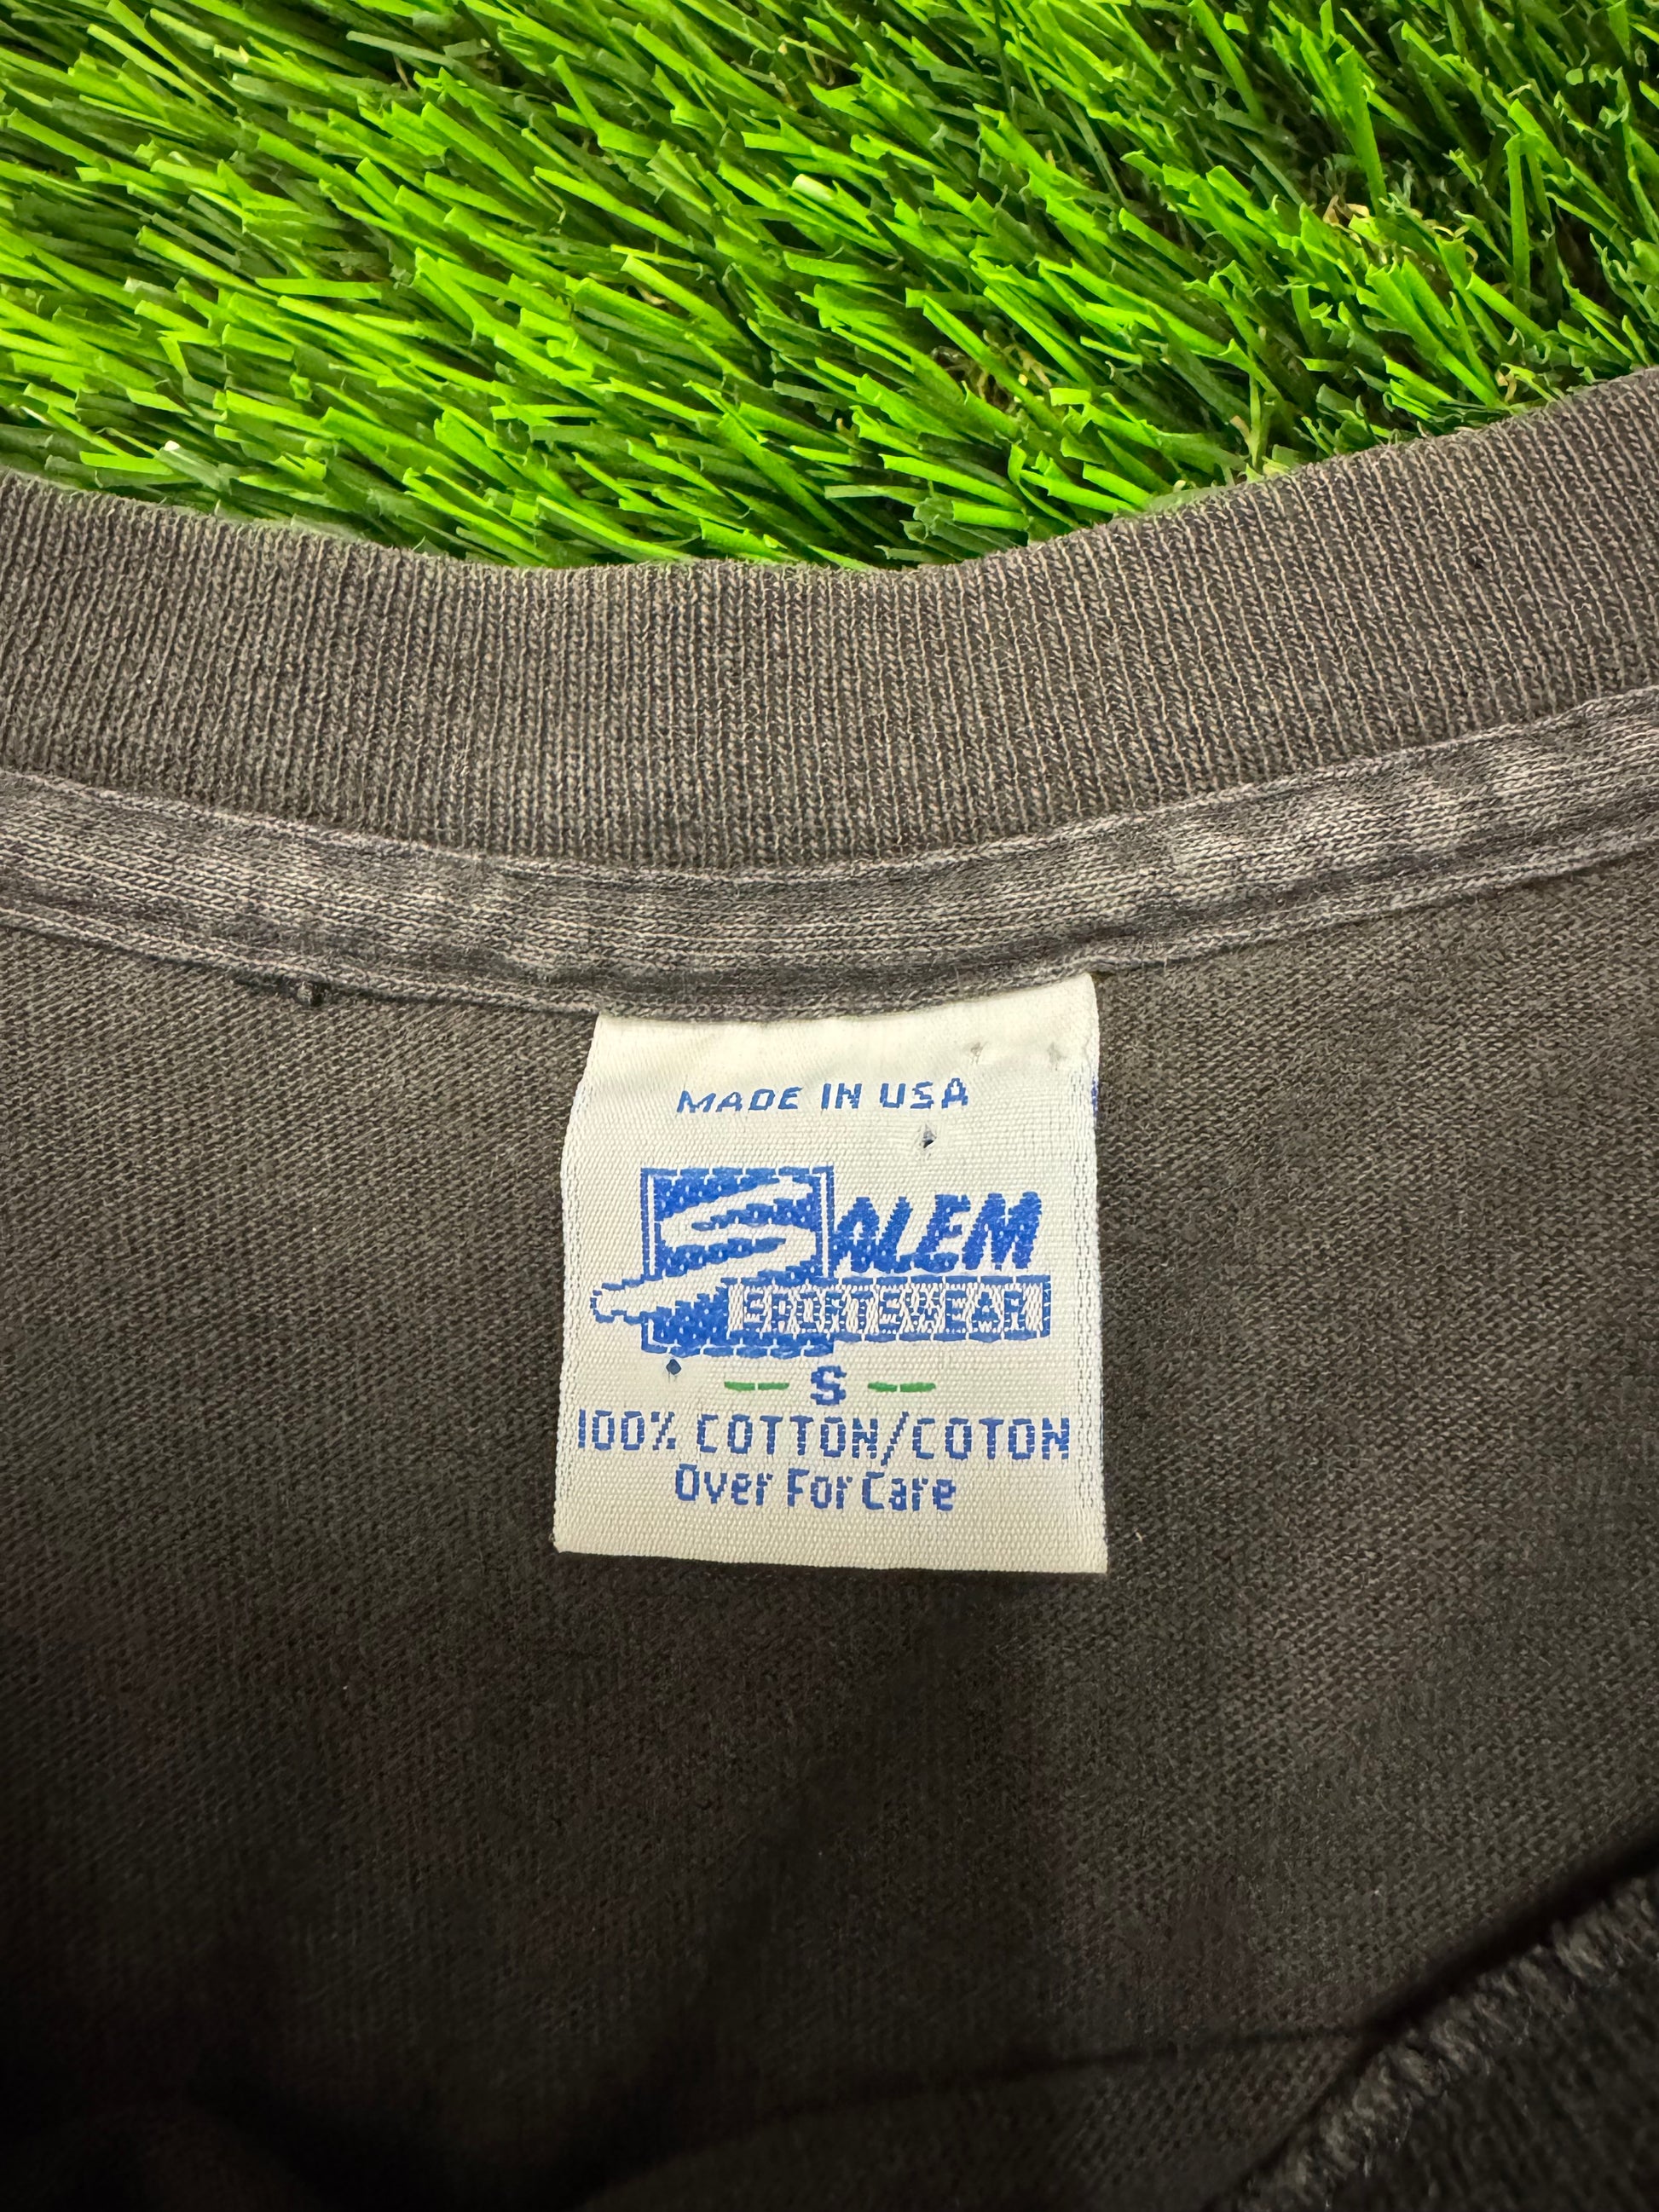 MADE IN USA
SALEM
SPORTSWEAR
S
100% COTTON/COTON
Over For Care